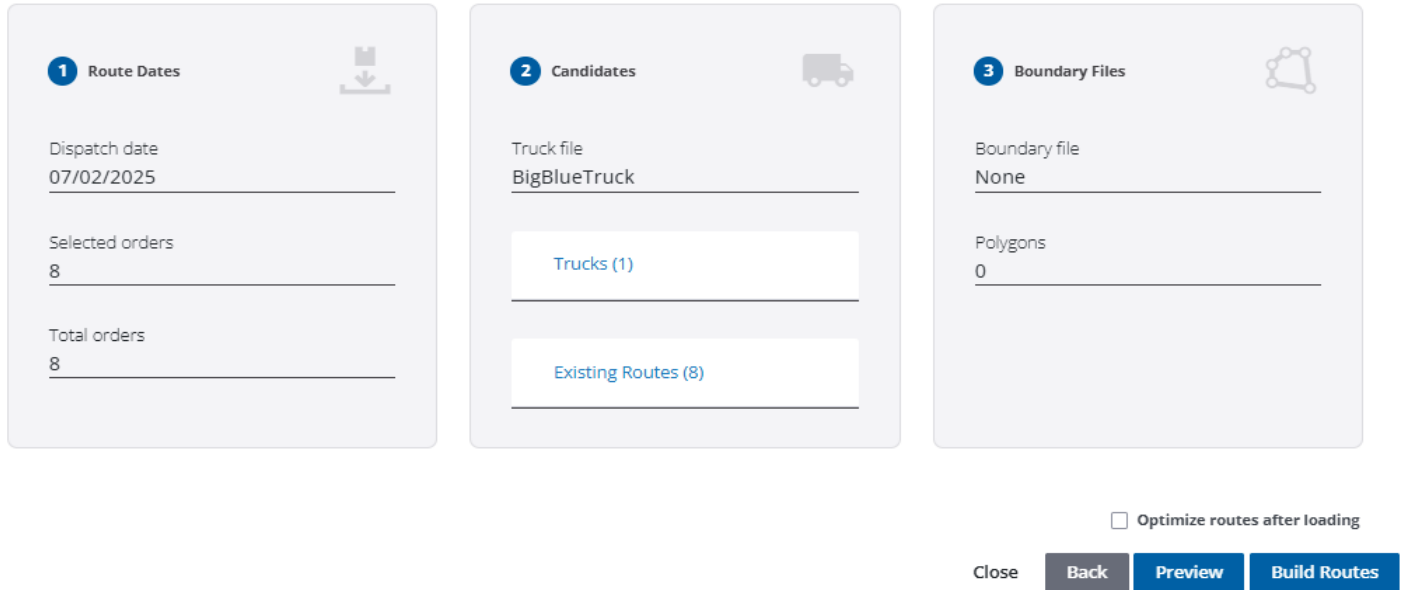 1 Route Dates
Dispatch date
07/02/2025
Selected orders
8
Total orders
8
2 Candidates
Truck file
BigBlueTruck
Trucks (1)
Existing Routes (8)
3 Boundary Files
Boundary file
None
Polygons
0
Optimize routes after loading
Close Back Preview Build Routes